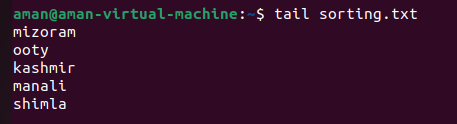 aman@aman-virtual-machine:~$ tail sorting.txt
mizoram
ooty
kashmir
manali
shimla